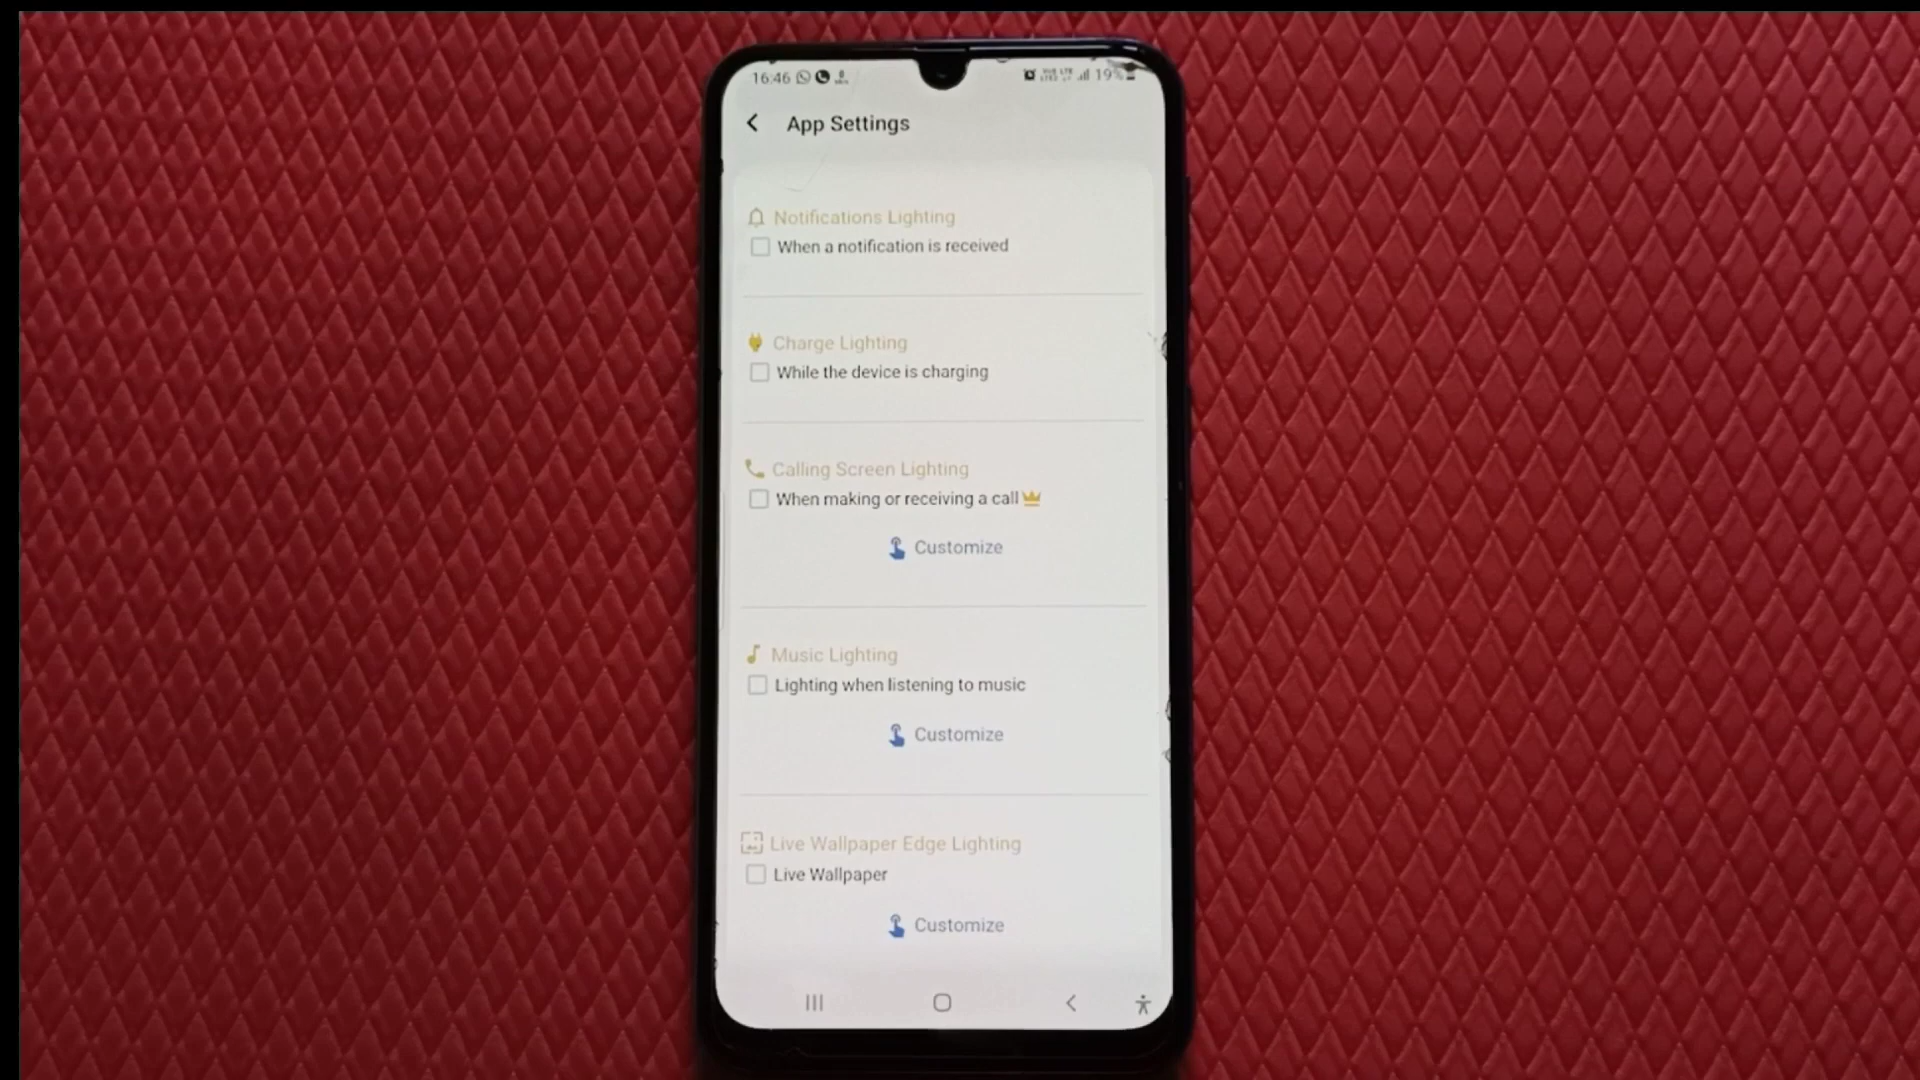 16:46 19%
App Settings
Notifications Lighting
When a notification is received
Charge Lighting
While the device is charging
Calling Screen Lighting
When making or receiving a call
Customize
Music Lighting
Lighting when listening to music
Customize
Live Wallpaper Edge Lighting
Live Wallpaper
Customize